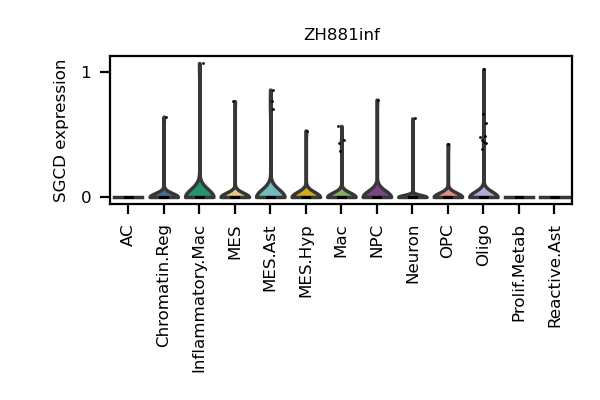 ZH881inf
SGCD expression
1
0
AC
Chromatin.Reg
Inflammatory.Mac
MES
MES.Ast
MES.Hyp
Mac
NPC
Neuron
OPC
Oligo
Prolif.Metab
Reactive.Ast